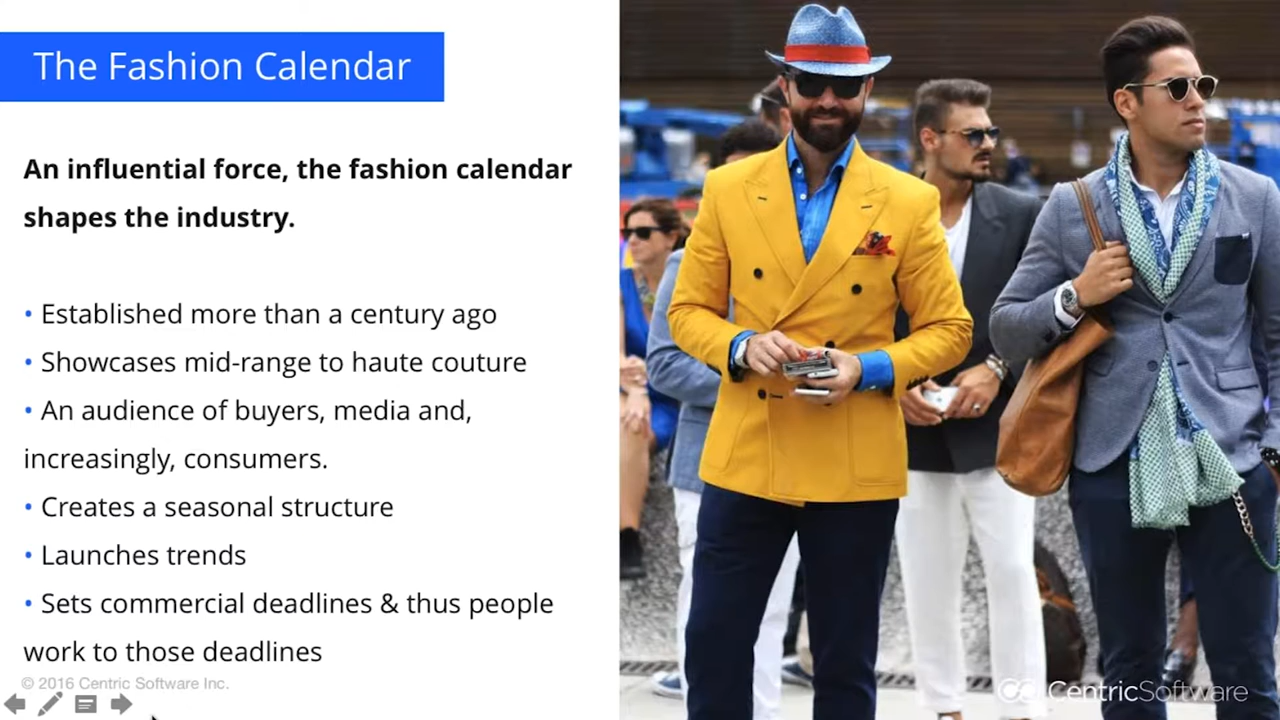 The Fashion Calendar
An influential force, the fashion calendar
shapes the industry.
• Established more than a century ago
• Showcases mid-range to haute couture
• An audience of buyers, media and,
increasingly, consumers.
• Creates a seasonal structure
• Launches trends
• Sets commercial deadlines & thus people
work to those deadlines
© 2016 Centric Software Inc.
CentricSoftware